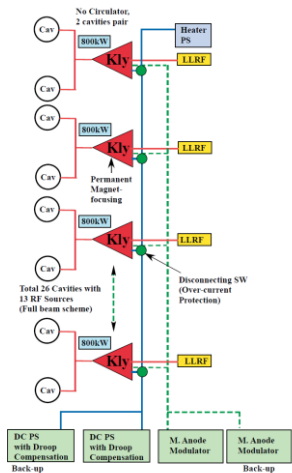 No Circulator,
2 cavities pair
Heater
PS
Cav
800kW
Kly
LLRF
Cav
Cav
800kW
Kly
LLRF
Cav
Permanent
Magnet-
focusing
Cav
800kW
Kly
LLRF
Cav
Disconnecting SW
(Over-current
Protection)
Total 26 Cavities with
13 RF Sources
(Full beam scheme)
Cav
800kW
Kly
LLRF
Cav
DC PS
with Droop
Compensation
DC PS
with Droop
Compensation
M. Anode
Modulator
M. Anode
Modulator
Back-up
Back-up